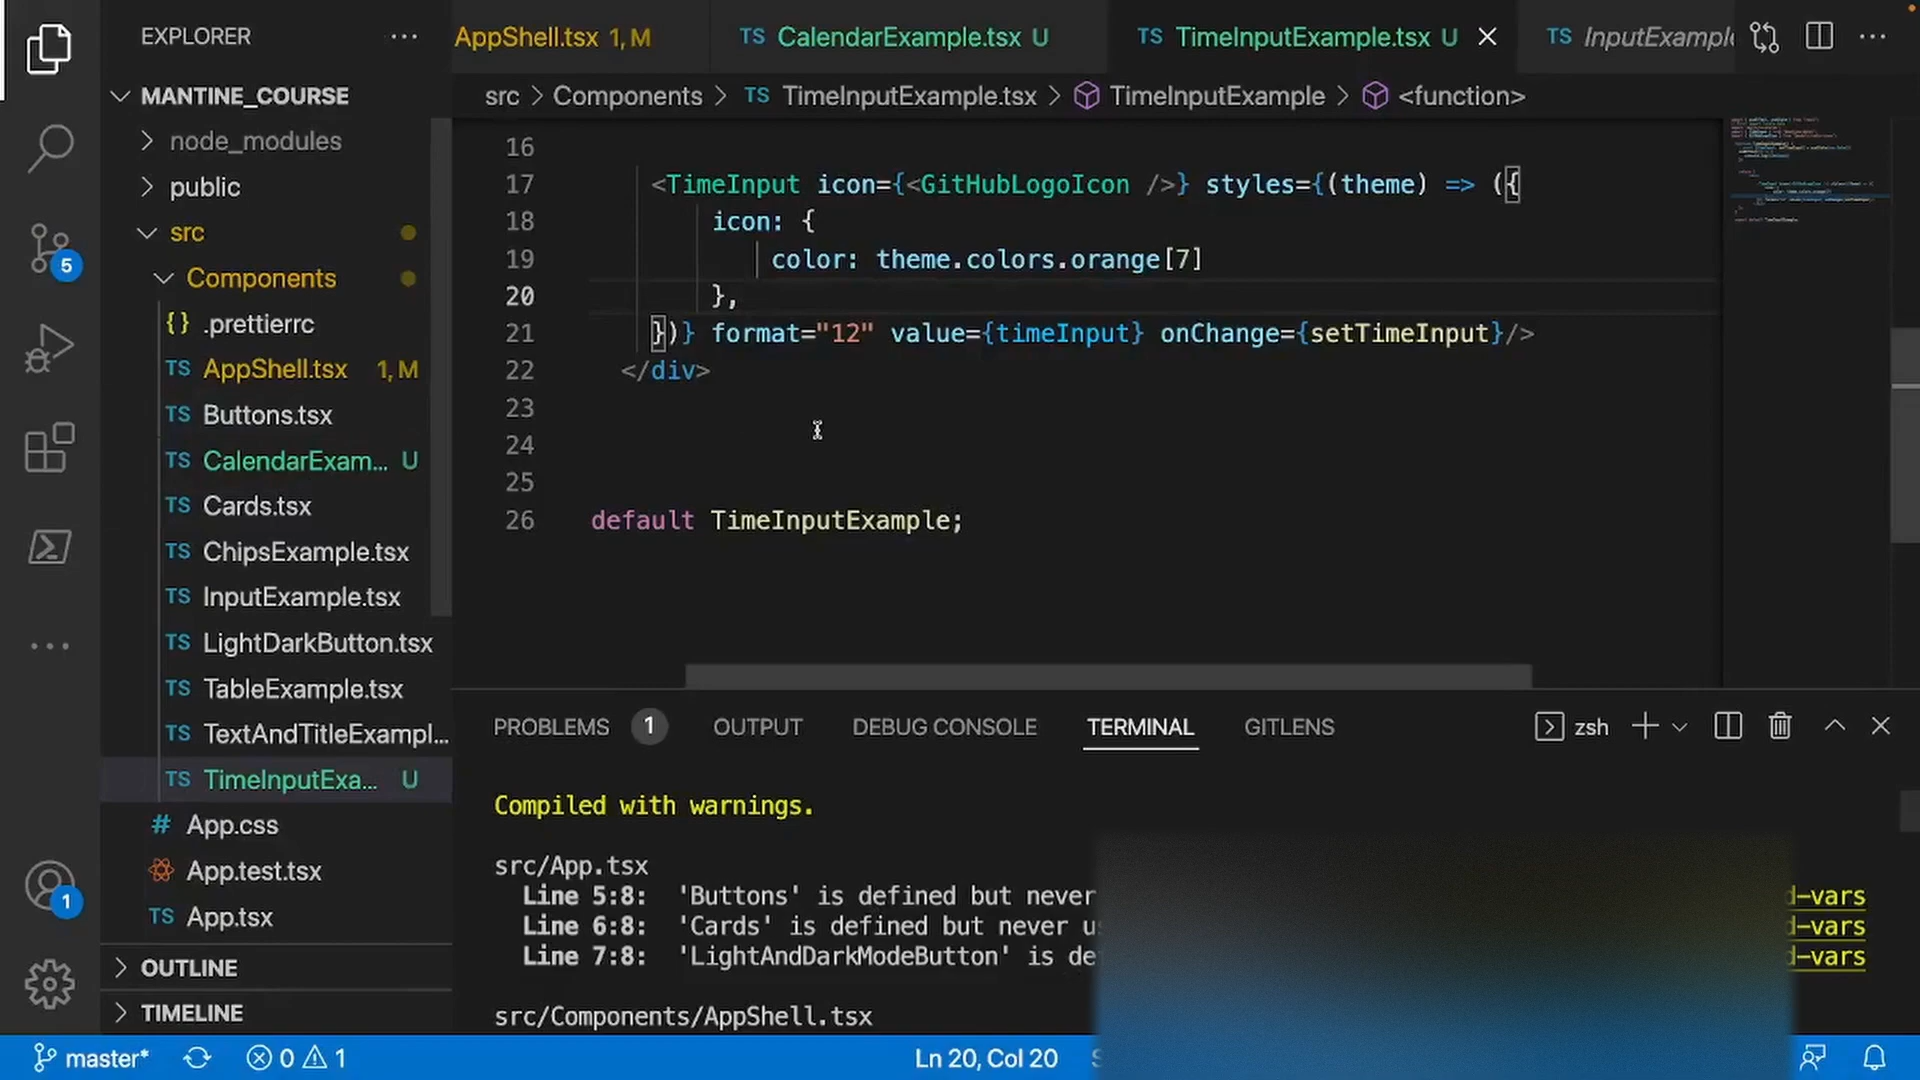 EXPLORER
MANTINE_COURSE
node_modules
public
src
Components
{} .prettierrc
TS AppShell.tsx 1, M
TS Buttons.tsx
TS CalendarExam... U
TS Cards.tsx
TS ChipsExample.tsx
TS InputExample.tsx
TS LightDarkButton.tsx
TS TableExample.tsx
TS TextAndTitleExampl...
TS TimeInputExa... U
# App.css
App.test.tsx
TS App.tsx
OUTLINE
TIMELINE
5
1
AppShell.tsx 1, M
TS CalendarExample.tsx U
TS TimeInputExample.tsx U
TS InputExampl
src > Components > TS TimeInputExample.tsx > TimeInputExample > <function>
16
17 <TimeInput icon={<GitHubLogoIcon />} styles={(theme) => ({
18 icon: {
19 color: theme.colors.orange[7]
20 },
21 })} format="12" value={timeInput} onChange={setTimeInput}/>
22 </div>
23
24
25
26 default TimeInputExample;
PROBLEMS 1 OUTPUT DEBUG CONSOLE TERMINAL GITLENS zsh
Compiled with warnings.
src/App.tsx
Line 5:8: 'Buttons' is defined but never d-vars
Line 6:8: 'Cards' is defined but never d-vars
Line 7:8: 'LightAndDarkModeButton' is d-vars
src/Components/AppShell.tsx
master* 0 1 Ln 20, Col 20